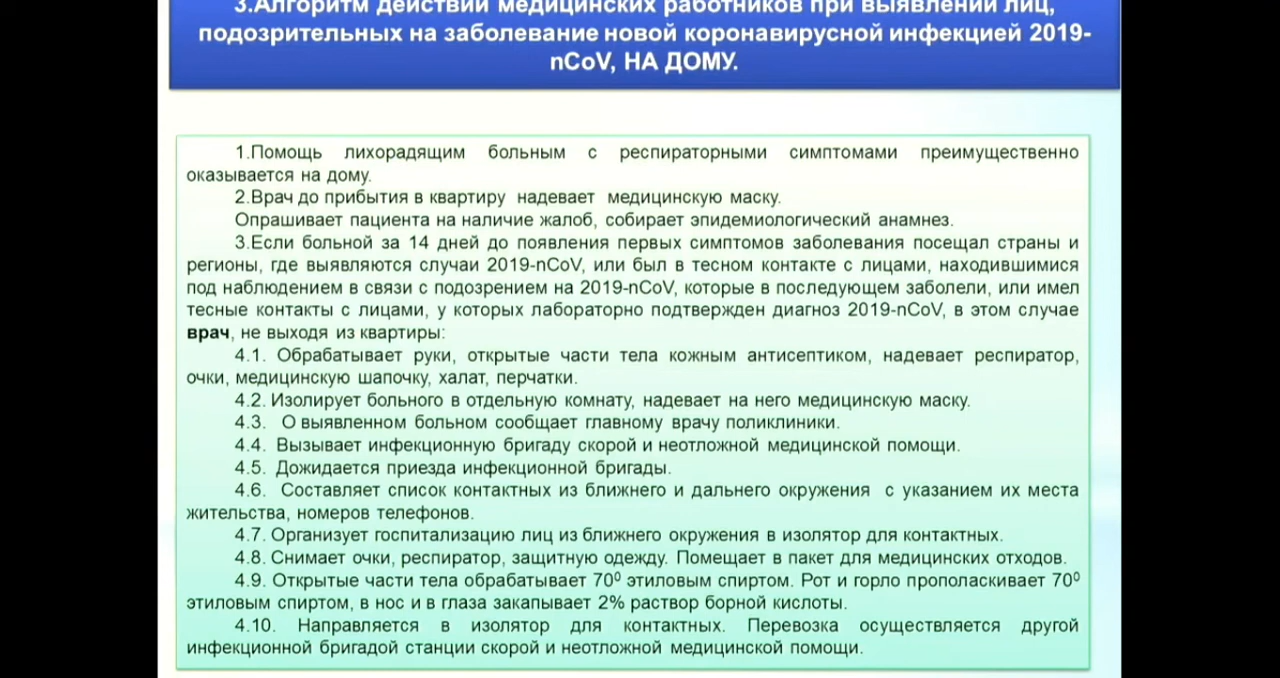 3.Алгоритм действий медицинских работников при выявлении лиц,
подозрительных на заболевание новой коронавирусной инфекцией 2019-
nCoV, НА ДОМУ.
1.Помощь лихорадящим больным с респираторными симптомами преимущественно
оказывается на дому.
2.Врач до прибытия в квартиру надевает медицинскую маску.
Опрашивает пациента на наличие жалоб, собирает эпидемиологический анамнез.
3.Если больной за 14 дней до появления первых симптомов заболевания посещал страны и
регионы, где выявляются случаи 2019-nCoV, или был в тесном контакте с лицами, находившимися
под наблюдением в связи с подозрением на 2019-nCoV, которые в последующем заболели, или имел
тесные контакты с лицами, у которых лабораторно подтвержден диагноз 2019-nCoV, в этом случае
врач, не выходя из квартиры:
4.1. Обрабатывает руки, открытые части тела кожным антисептиком, надевает респиратор,
очки, медицинскую шапочку, халат, перчатки.
4.2. Изолирует больного в отдельную комнату, надевает на него медицинскую маску.
4.3. О выявленном больном сообщает главному врачу поликлиники.
4.4. Вызывает инфекционную бригаду скорой и неотложной медицинской помощи.
4.5. Дожидается приезда инфекционной бригады.
4.6. Составляет список контактных из ближнего и дальнего окружения с указанием их места
жительства, номеров телефонов.
4.7. Организует госпитализацию лиц из ближнего окружения в изолятор для контактных.
4.8. Снимает очки, респиратор, защитную одежду. Помещает в пакет для медицинских отходов.
4.9. Открытые части тела обрабатывает 70⁰ этиловым спиртом. Рот и горло прополаскивает 70⁰
этиловым спиртом, в нос и в глаза закапывает 2% раствор борной кислоты.
4.10. Направляется в изолятор для контактных. Перевозка осуществляется другой
инфекционной бригадой станции скорой и неотложной медицинской помощи.